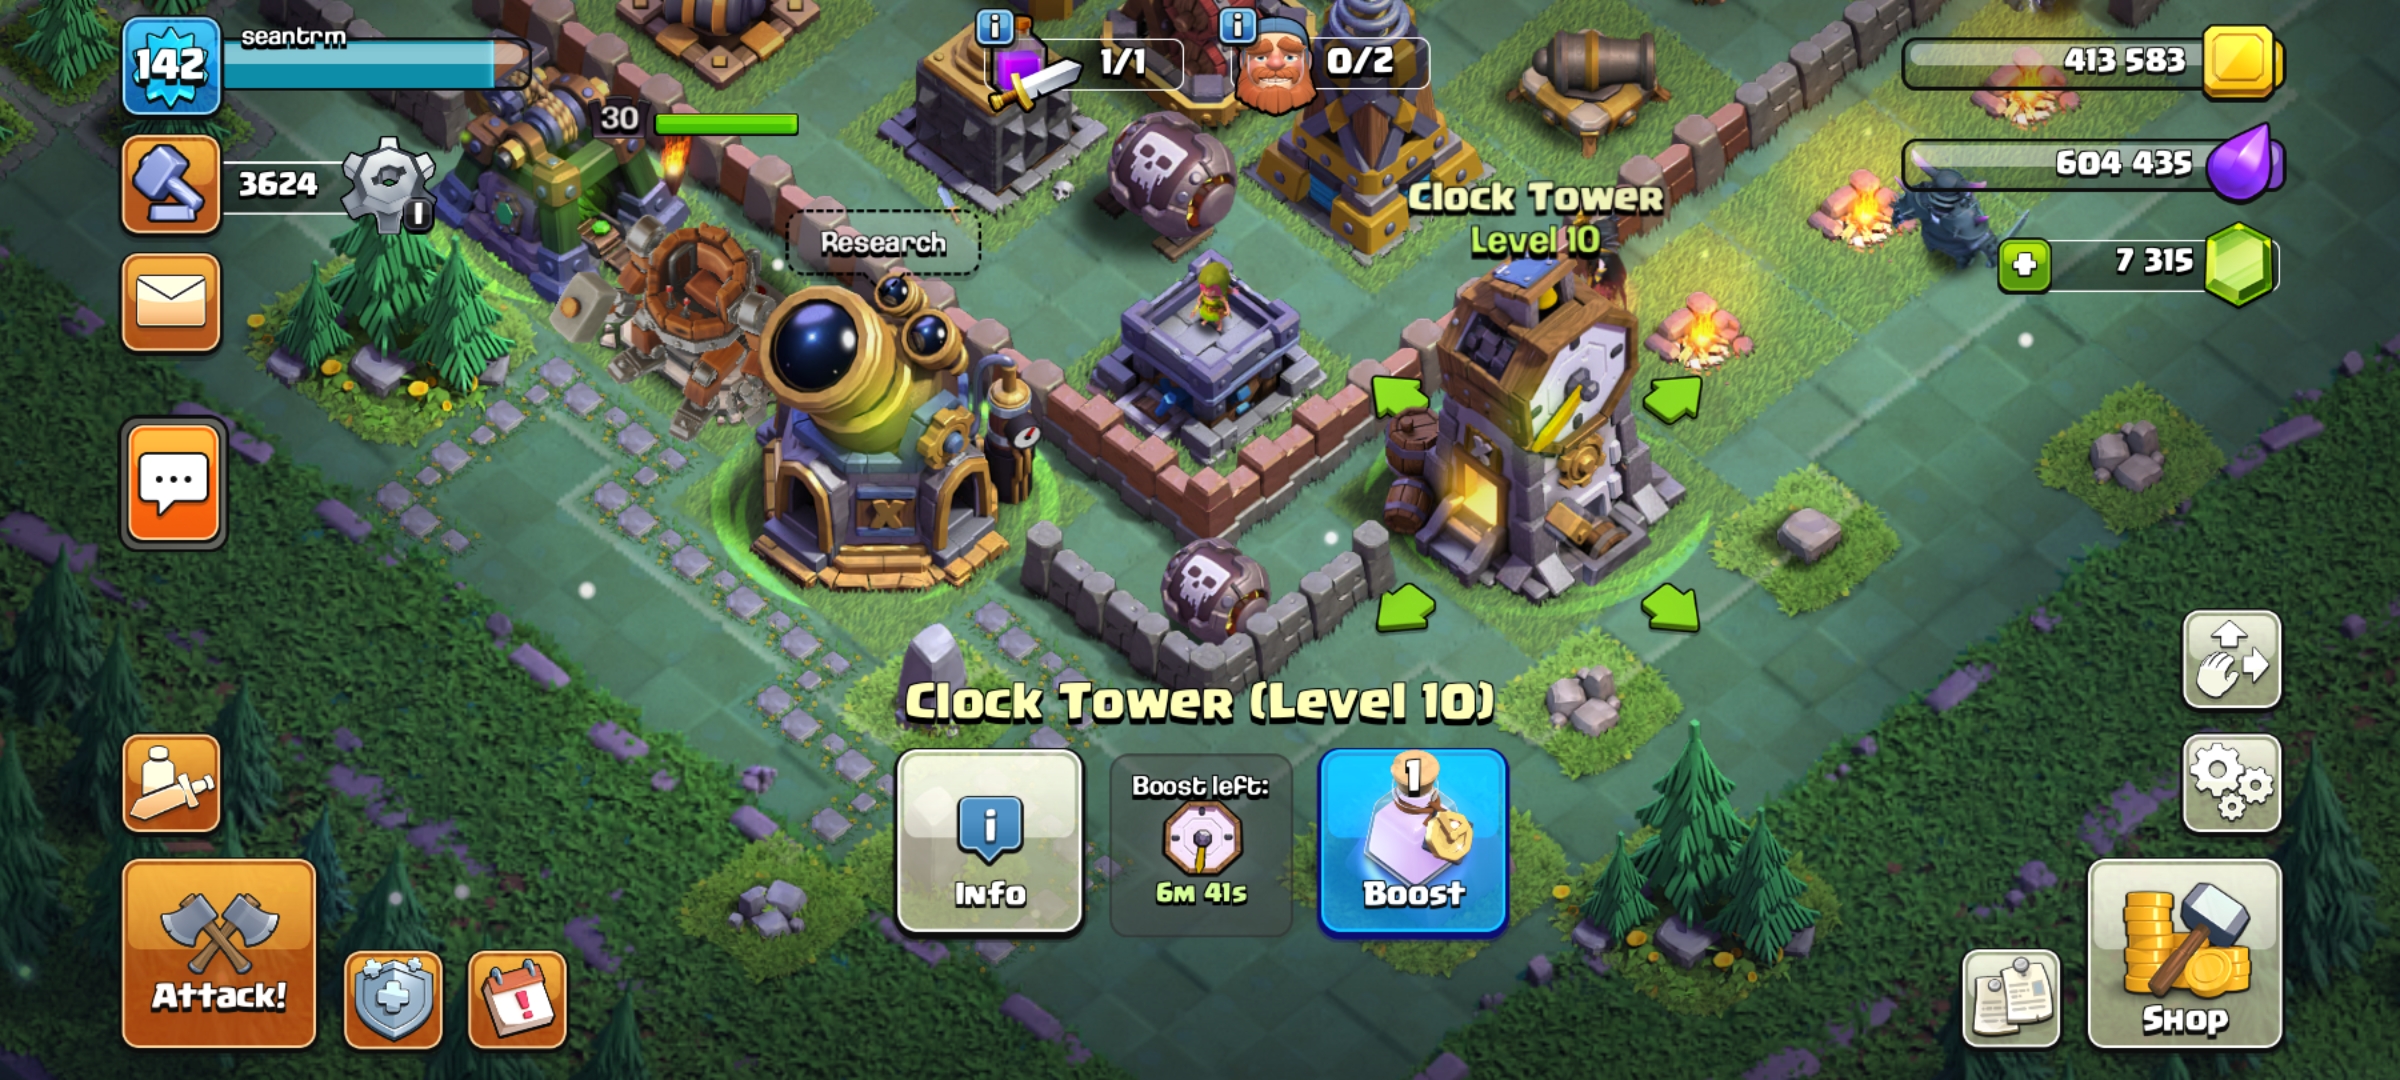 142
seantrm
1/1
0/2
413 583
30
3624
I
604 435
Clock Tower
Level 10
Research
7 315
Clock Tower (Level 10)
Info
Boost left:
6M 41s
1
Boost
Attack!
Shop